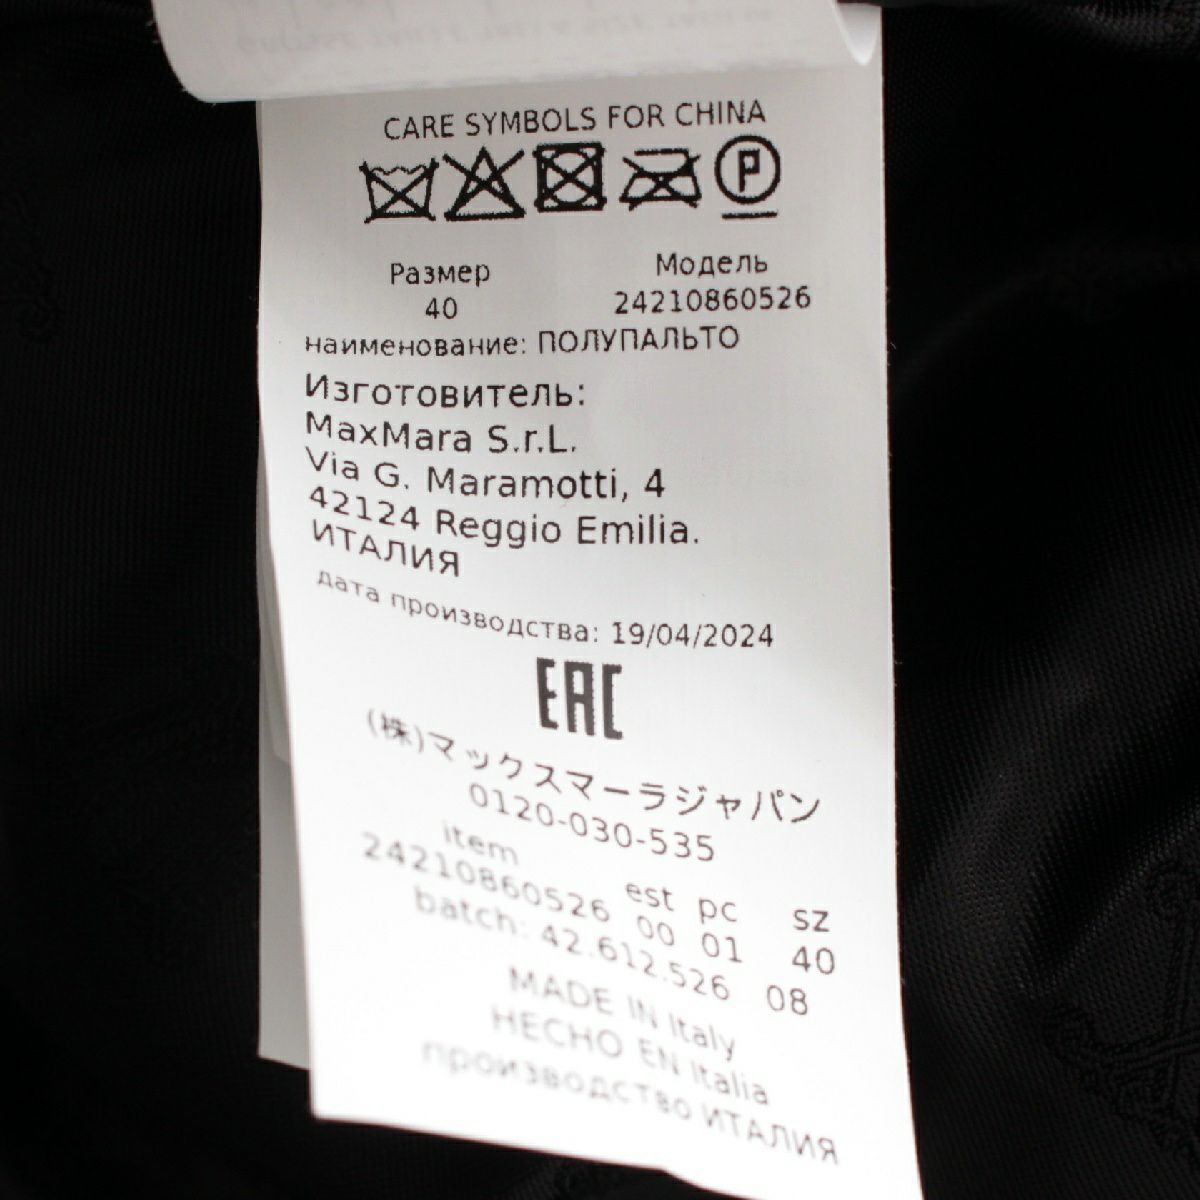 CARE SYMBOLS FOR CHINA
P
Размер Модель
40 24210860526
наименование: ПОЛУПАЛЬТО
Изготовитель:
MaxMara S.r.L.
Via G. Maramotti, 4
42124 Reggio Emilia.
ИТАЛИЯ
дата производства: 19/04/2024
EAC
(株)マックスマーラジャパン
0120-030-535
item est pc sz
24210860526 00 01 40
batch: 42.612.526 08
MADE IN Italy
HECHO EN Italia
производство ИТАЛИЯ